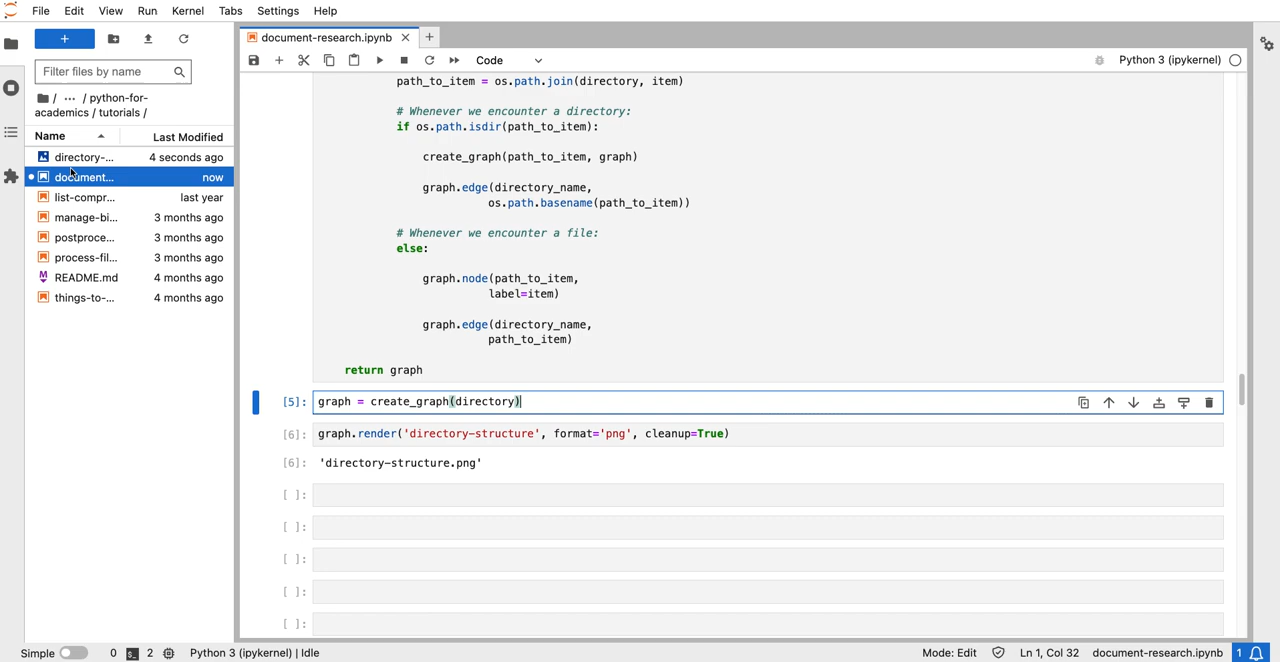 File Edit View Run Kernel Tabs Settings Help
+
Filter files by name
/ ... / python-for-
academics / tutorials /
Name Last Modified
directory-... 4 seconds ago
document... now
list-compr... last year
manage-bi... 3 months ago
postproce... 3 months ago
process-fil... 3 months ago
README.md 4 months ago
things-to-... 4 months ago
document-research.ipynb × +
Code
Python 3 (ipykernel)
path_to_item = os.path.join(directory, item)
# Whenever we encounter a directory:
if os.path.isdir(path_to_item):
create_graph(path_to_item, graph)
graph.edge(directory_name,
os.path.basename(path_to_item))
# Whenever we encounter a file:
else:
graph.node(path_to_item,
label=item)
graph.edge(directory_name,
path_to_item)
return graph
[5]: graph = create_graph(directory)
[6]: graph.render('directory-structure', format='png', cleanup=True)
[6]: 'directory-structure.png'
[ ]:
[ ]:
[ ]:
[ ]:
[ ]:
Simple 0 $_ 2 Python 3 (ipykernel) | Idle Mode: Edit Ln 1, Col 32 document-research.ipynb 1